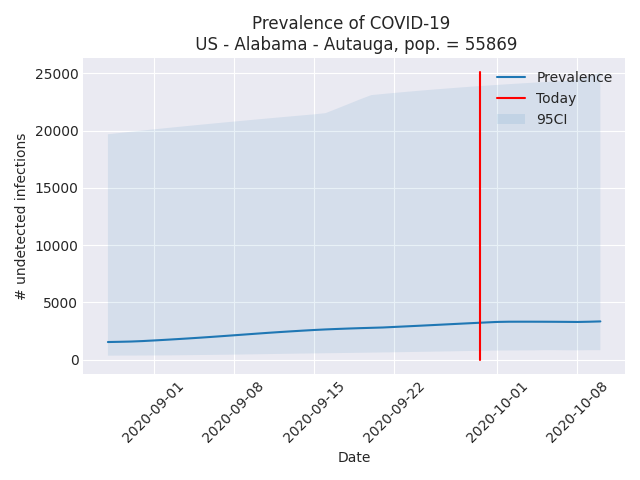 Prevalence of COVID-19
US - Alabama - Autauga, pop. = 55869
25000
20000
15000
10000
5000
0
# undetected infections
Prevalence
Today
95CI
2020-09-01
2020-09-08
2020-09-15
2020-09-22
2020-10-01
2020-10-08
Date